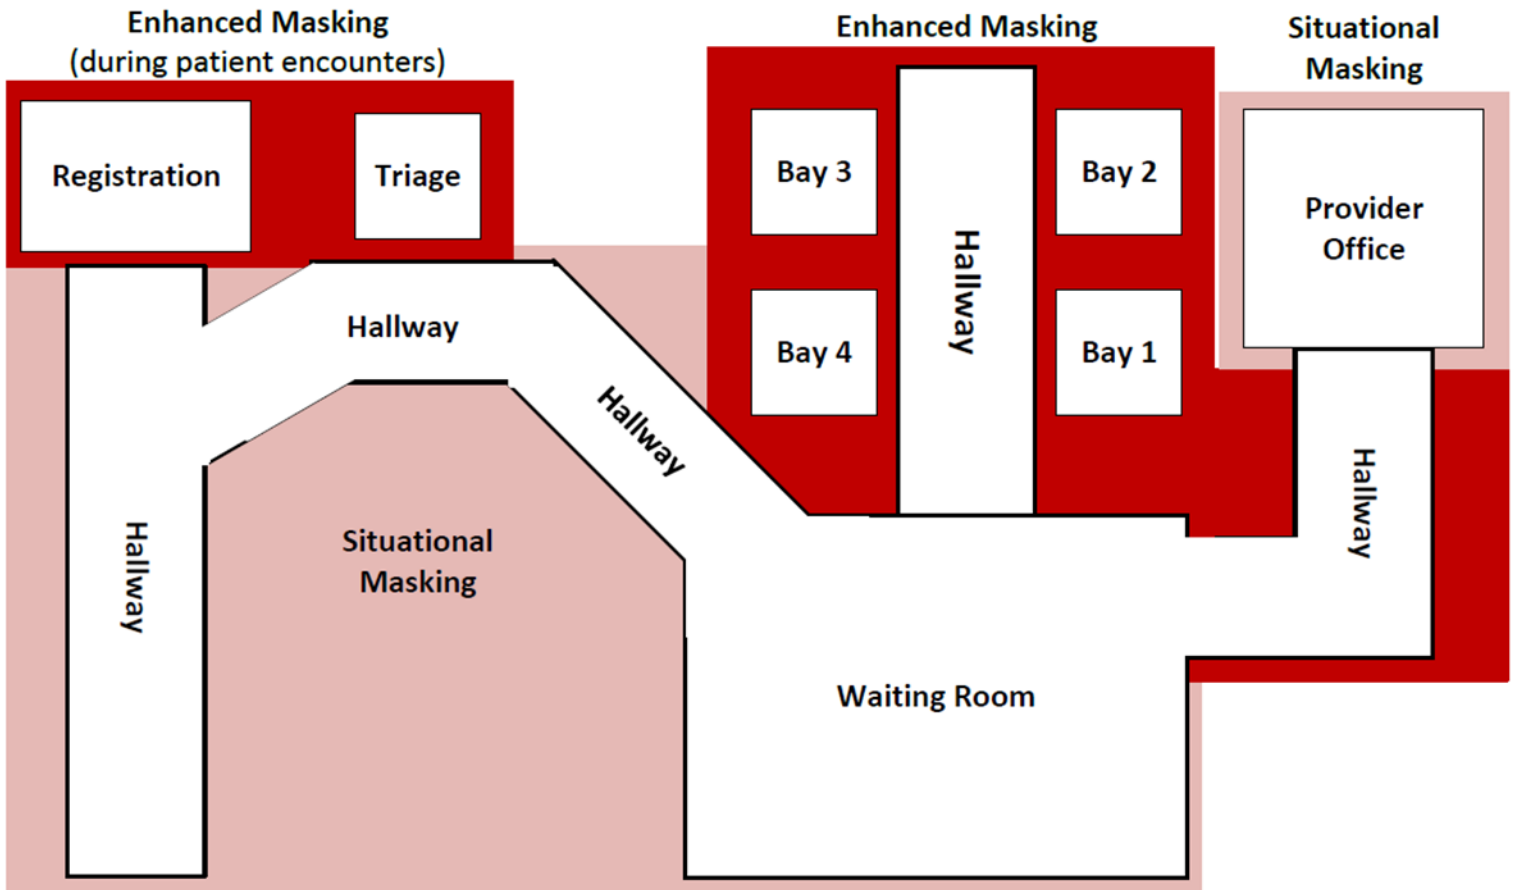 Enhanced Masking
(during patient encounters)
Enhanced Masking
Situational
Masking
Registration
Triage
Bay 3
Bay 2
Provider
Office
Hallway
Hallway
Bay 4
Bay 1
Hallway
Hallway
Situational
Masking
Hallway
Waiting Room